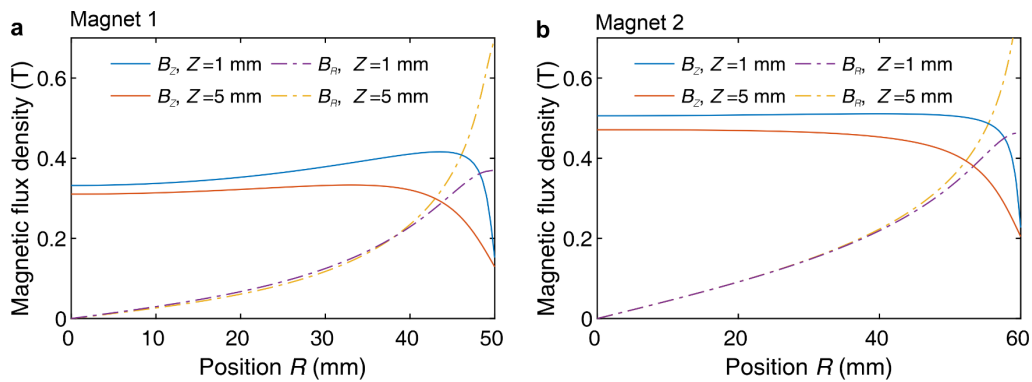 a Magnet 1
Magnetic flux density (T)
0.6
0.4
0.2
0
B_Z, Z=1 mm
B_R, Z=1 mm
B_Z, Z=5 mm
B_R, Z=5 mm
0 10 20 30 40 50
Position R (mm)
b Magnet 2
Magnetic flux density (T)
0.6
0.4
0.2
0
B_Z, Z=1 mm
B_R, Z=1 mm
B_Z, Z=5 mm
B_R, Z=5 mm
0 20 40 60
Position R (mm)